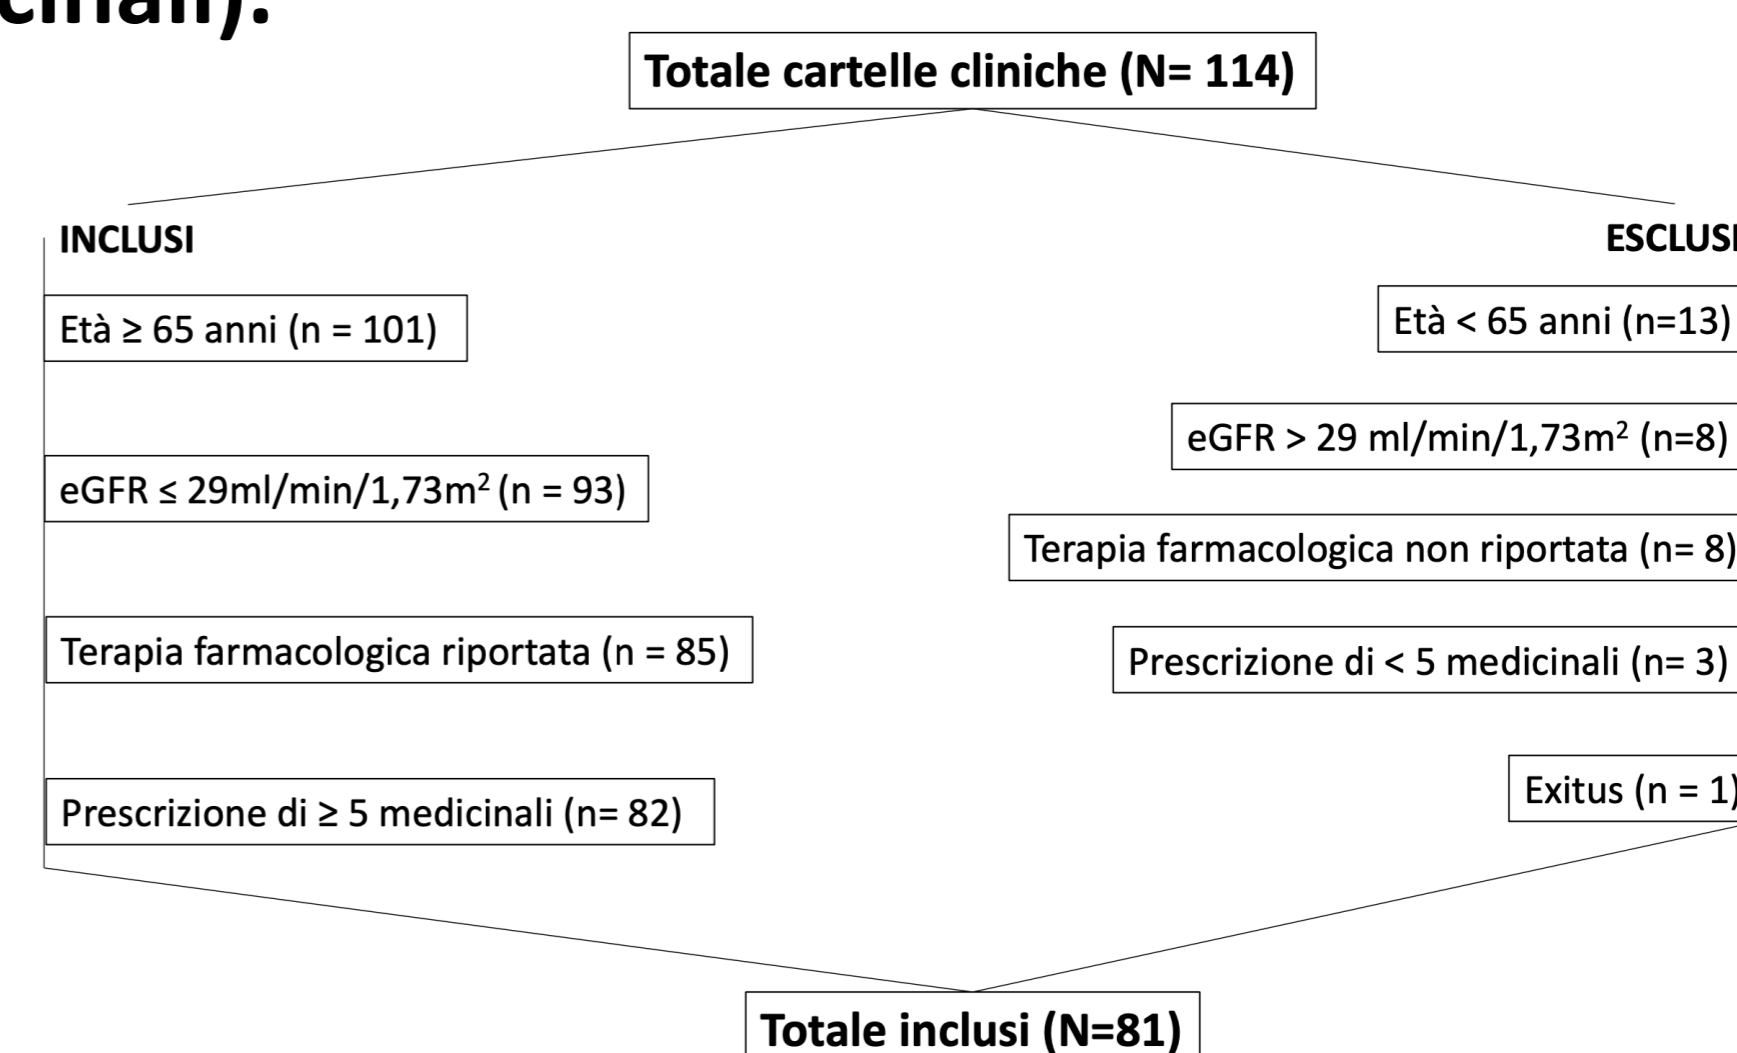 cinali).
Totale cartelle cliniche (N= 114)
INCLUSI
ESCLUSI
Età ≥ 65 anni (n = 101)
Età < 65 anni (n=13)
eGFR > 29 ml/min/1,73m² (n=8)
eGFR ≤ 29ml/min/1,73m² (n = 93)
Terapia farmacologica non riportata (n= 8)
Terapia farmacologica riportata (n = 85)
Prescrizione di < 5 medicinali (n= 3)
Exitus (n = 1)
Prescrizione di ≥ 5 medicinali (n= 82)
Totale inclusi (N=81)